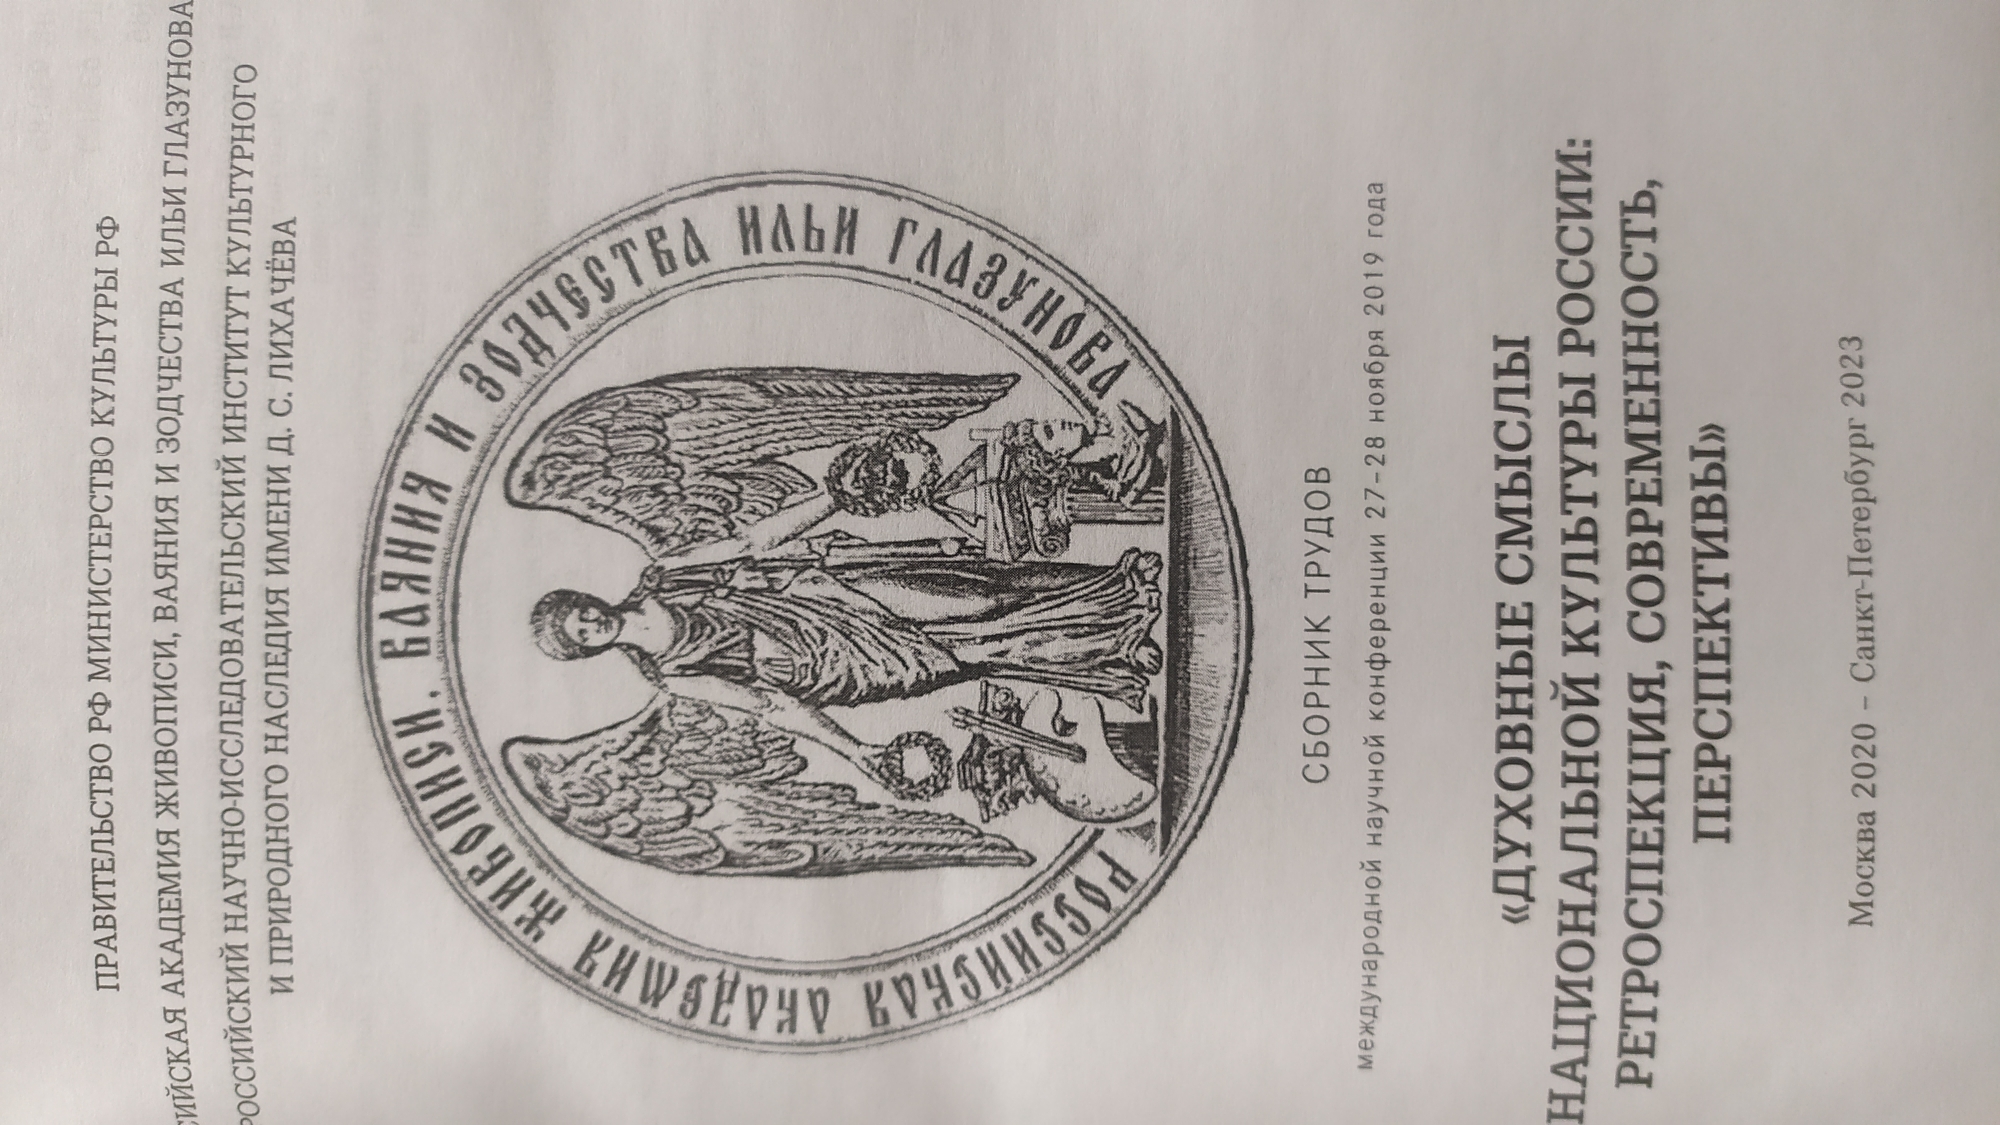 ПРАВИТЕЛЬСТВО РФ МИНИСТЕРСТВО КУЛЬТУРЫ РФ
СИЙСКАЯ АКАДЕМИЯ ЖИВОПИСИ, ВАЯНИЯ И ЗОДЧЕСТВА ИЛЬИ ГЛАЗУНОВА
РОССИЙСКИЙ НАУЧНО-ИССЛЕДОВАТЕЛЬСКИЙ ИНСТИТУТ КУЛЬТУРНОГО
И ПРИРОДНОГО НАСЛЕДИЯ ИМЕНИ Д. С. ЛИХАЧЁВА
РОССИЙСКАЯ АКАДЕМИЯ ЖИВОПИСИ, ВАЯНИЯ И ЗОДЧЕСТВА ИЛЬИ ГЛАЗУНОВА
СБОРНИК ТРУДОВ
международной научной конференции 27-28 ноября 2019 года
«ДУХОВНЫЕ СМЫСЛЫ
НАЦИОНАЛЬНОЙ КУЛЬТУРЫ РОССИИ:
РЕТРОСПЕКЦИЯ, СОВРЕМЕННОСТЬ,
ПЕРСПЕКТИВЫ»
Москва 2020 – Санкт-Петербург 2023